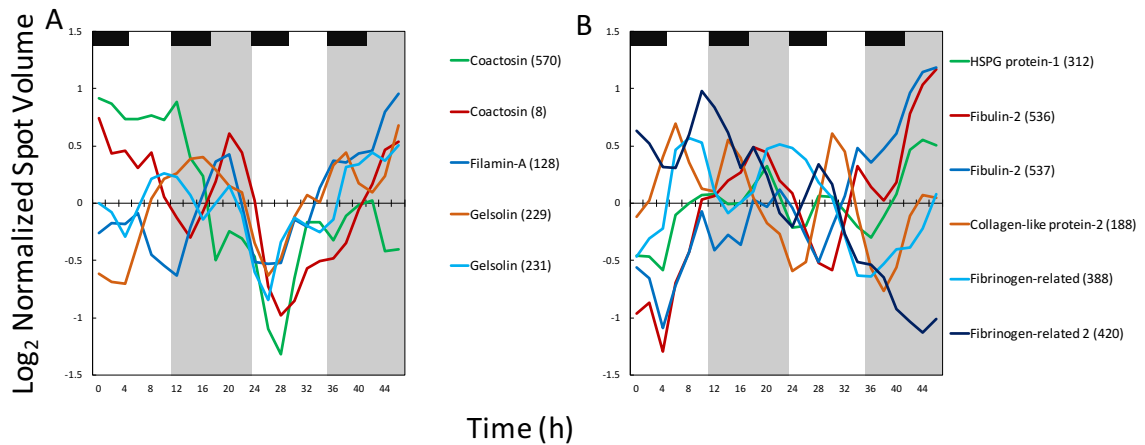 A
B
Log2 Normalized Spot Volume
1.5
1
0.5
0
-0.5
-1
-1.5
0 4 8 12 16 20 24 28 32 36 40 44
Coactosin (570)
Coactosin (8)
Filamin-A (128)
Gelsolin (229)
Gelsolin (231)
1.5
1
0.5
0
-0.5
-1
-1.5
0 4 8 12 16 20 24 28 32 36 40 44
HSPG protein-1 (312)
Fibulin-2 (536)
Fibulin-2 (537)
Collagen-like protein-2 (188)
Fibrinogen-related (388)
Fibrinogen-related 2 (420)
Time (h)